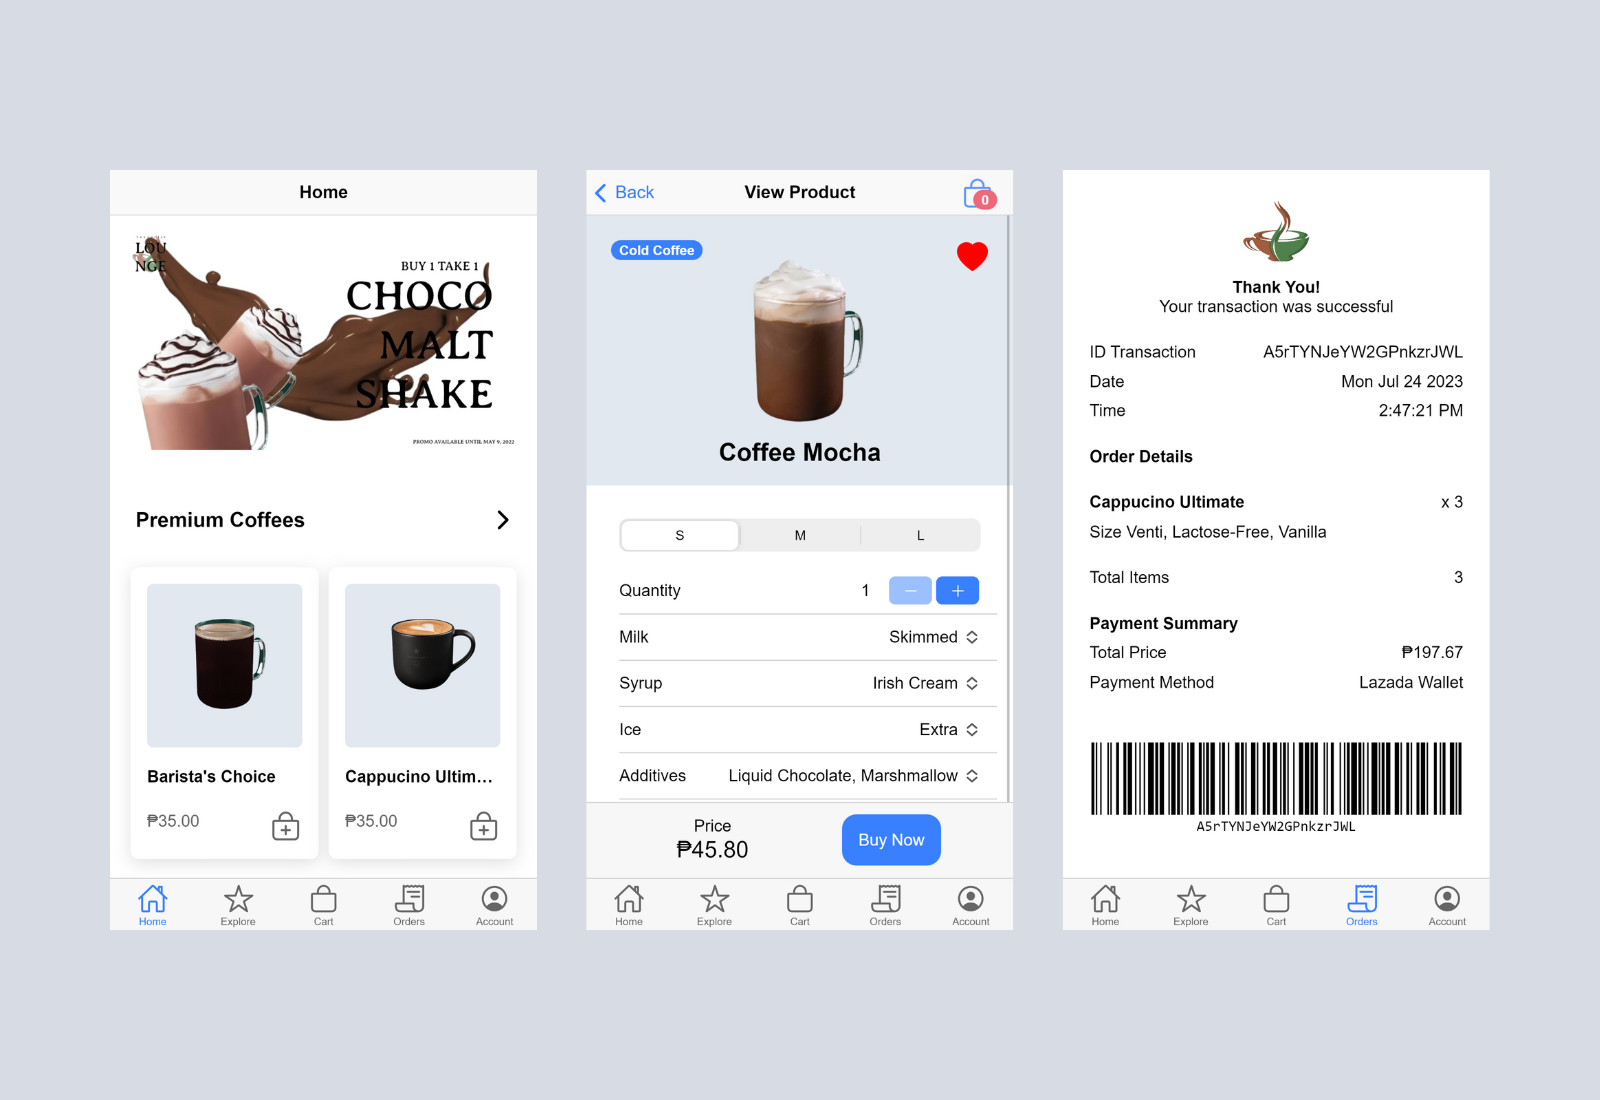 Home
LOU
NGE
BUY 1 TAKE 1
CHOCO
MALT
SHAKE
PROMO AVAILABLE UNTIL MAY 9, 2022
Premium Coffees
Barista's Choice
₱35.00
Cappucino Ultim...
₱35.00
Home
Explore
Cart
Orders
Account
Back
View Product
0
Cold Coffee
Coffee Mocha
S
M
L
Quantity 1 − +
Milk Skimmed
Syrup Irish Cream
Ice Extra
Additives Liquid Chocolate, Marshmallow
Price
₱45.80
Buy Now
Home
Explore
Cart
Orders
Account
Thank You!
Your transaction was successful
ID Transaction A5rTYNJeYW2GPnkzrJWL
Date Mon Jul 24 2023
Time 2:47:21 PM
Order Details
Cappucino Ultimate x 3
Size Venti, Lactose-Free, Vanilla
Total Items 3
Payment Summary
Total Price ₱197.67
Payment Method Lazada Wallet
A5rTYNJeYW2GPnkzrJWL
Home
Explore
Cart
Orders
Account